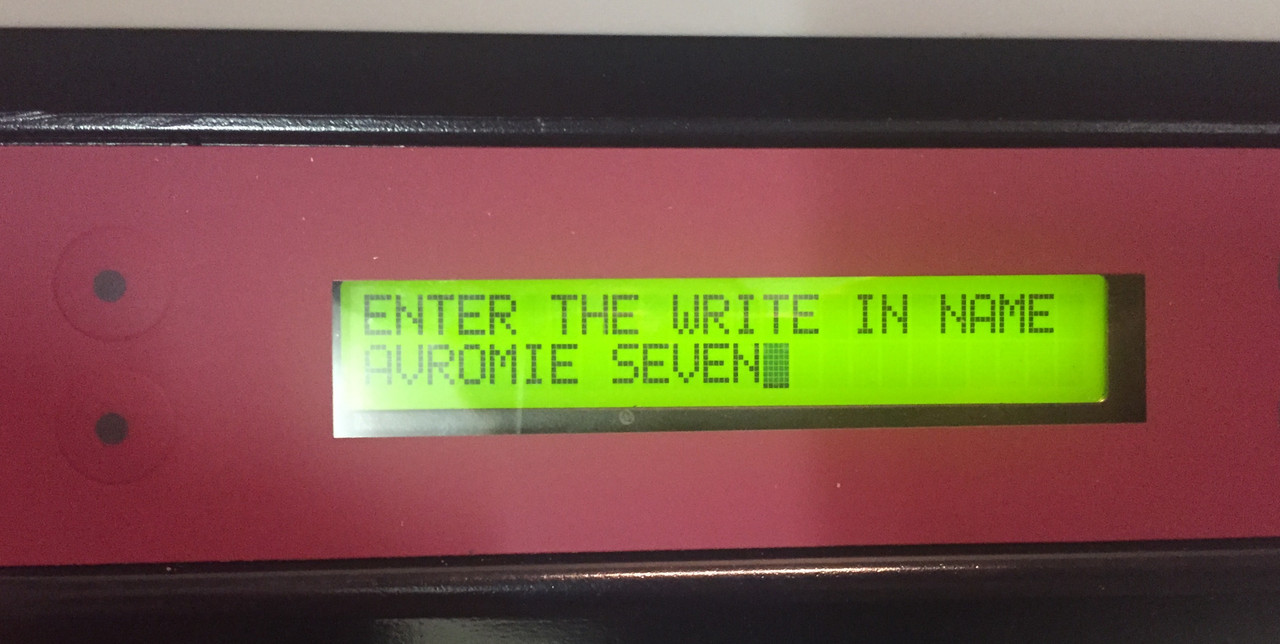 ENTER THE WRITE IN NAME
AVROMIE SEVEN